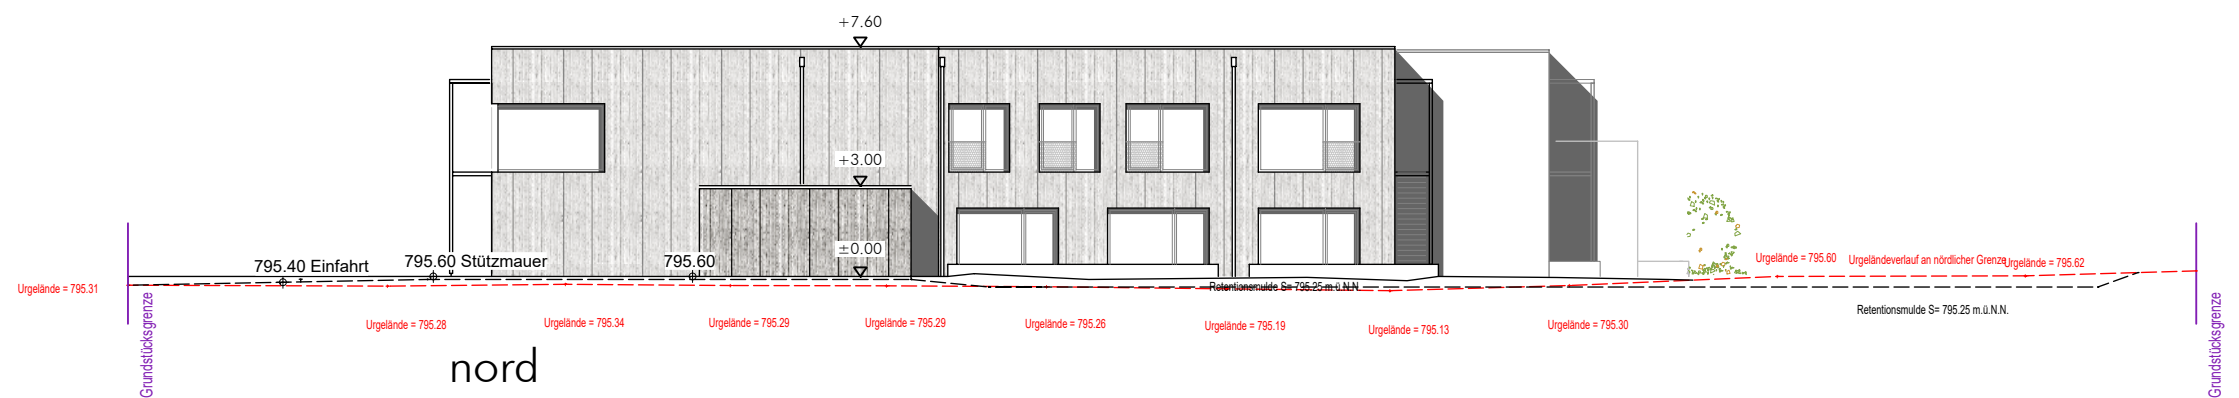 +7.60
+3.00
±0.00
795.40 Einfahrt
795.60 Stützmauer
795.60
Urgelände = 795.60
Urgeländeverlauf an nördlicher Grenze
Urgelände = 795.62
Urgelände = 795.31
Retentionsmulde S= 795.25 m.ü.N.N.
Retentionsmulde S= 795.25 m.ü.N.N.
Urgelände = 795.28
Urgelände = 795.34
Urgelände = 795.29
Urgelände = 795.29
Urgelände = 795.26
Urgelände = 795.19
Urgelände = 795.13
Urgelände = 795.30
Grundstücksgrenze
Grundstücksgrenze
nord